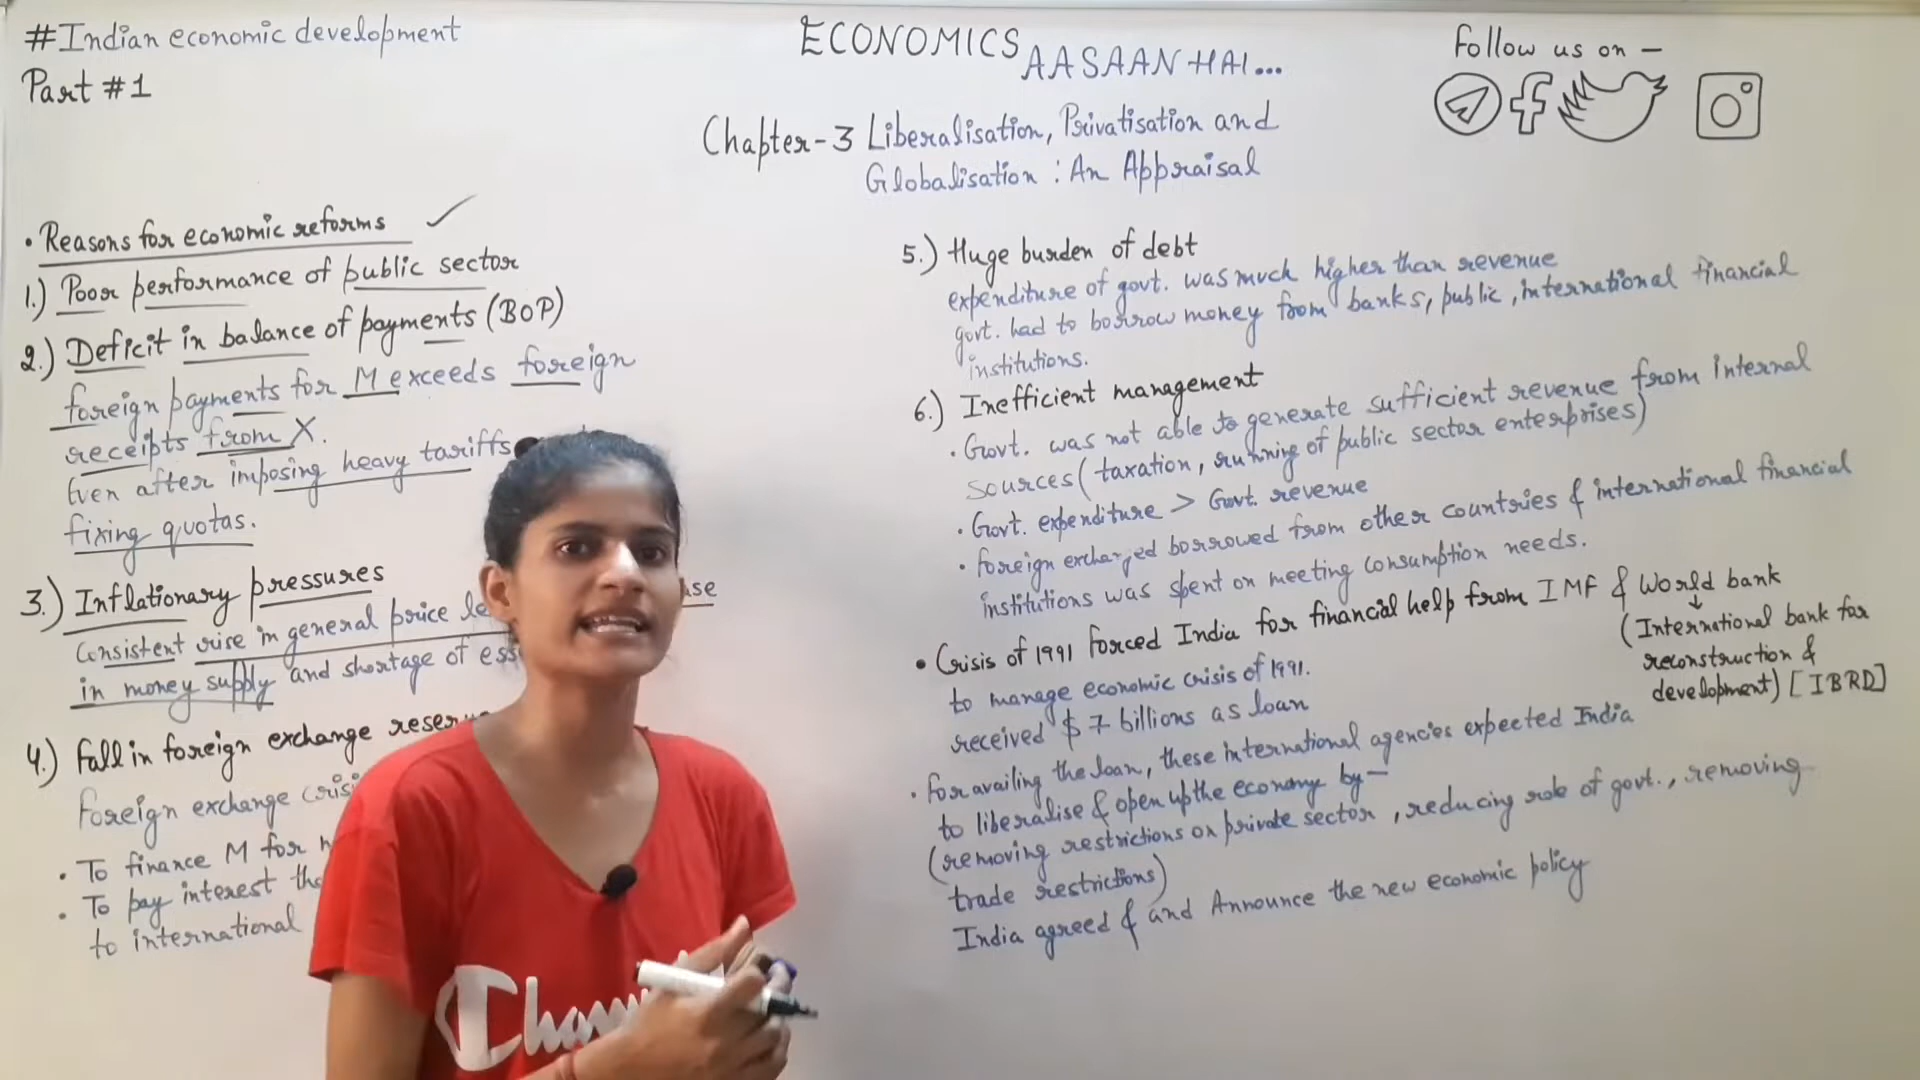 #Indian economic development
Part #1
ECONOMICS
AASAAN HAI...
Follow us on -
Chapter-3 Liberalisation, Privatisation and
Globalisation : An Appraisal
• Reasons for economic reforms ✓
1.) Poor performance of public sector
2.) Deficit in balance of payments (BOP)
foreign payments for M exceeds foreign
receipts from X.
Even after imposing heavy tariffs
fixing quotas.
3.) Inflationary pressures
Consistent rise in general price
in money supply and shortage of
4.) Fall in foreign exchange
Foreign exchange
• To finance M for
• To pay interest
to international
5.) Huge burden of debt
expenditure of govt. was much higher than revenue
govt. had to borrow money from banks, public, international financial
institutions.
6.) Inefficient management
• Govt. was not able to generate sufficient revenue from internal
sources (taxation, running of public sector enterprises)
• Govt. expenditure > Govt. revenue
• foreign exchanged borrowed from other countries & international financial
institutions was spent on meeting consumption needs.
• Crisis of 1991 forced India for financial help from IMF & World bank
(International bank for
reconstruction &
development) [IBRD]
to manage economic crisis of 1991.
received $ 7 billions as loan
• for availing the loan, these international agencies expected India
to liberalise & open up the economy by -
(removing restrictions on private sector, reducing role of govt., removing
trade restrictions)
India agreed & and Announce the new economic policy
Cham